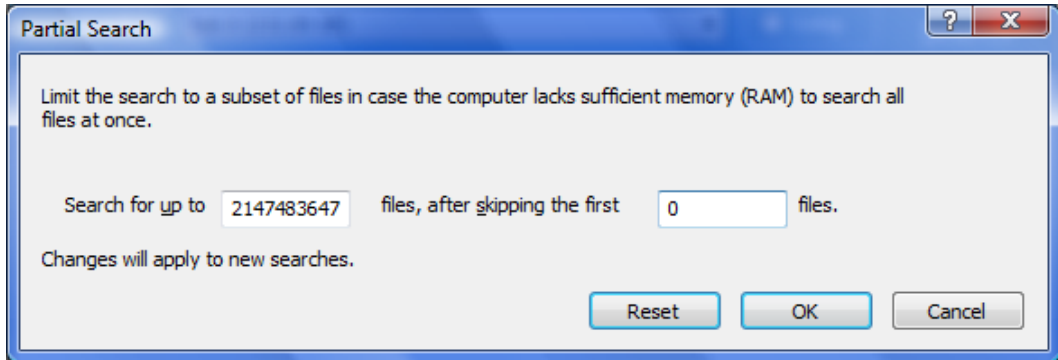 Partial Search
Limit the search to a subset of files in case the computer lacks sufficient memory (RAM) to search all
files at once.
Search for up to 2147483647 files, after skipping the first 0 files.
Changes will apply to new searches.
Reset OK Cancel